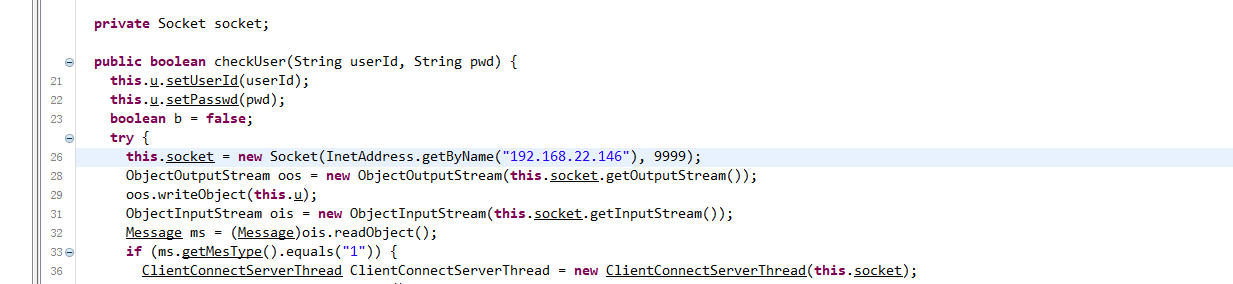 private Socket socket;
public boolean checkUser(String userId, String pwd) {
21 this.u.setUserId(userId);
22 this.u.setPasswd(pwd);
23 boolean b = false;
try {
26 this.socket = new Socket(InetAddress.getByName("192.168.22.146"), 9999);
28 ObjectOutputStream oos = new ObjectOutputStream(this.socket.getOutputStream());
29 oos.writeObject(this.u);
31 ObjectInputStream ois = new ObjectInputStream(this.socket.getInputStream());
32 Message ms = (Message)ois.readObject();
33 if (ms.getMesType().equals("1")) {
36 ClientConnectServerThread ClientConnectServerThread = new ClientConnectServerThread(this.socket);